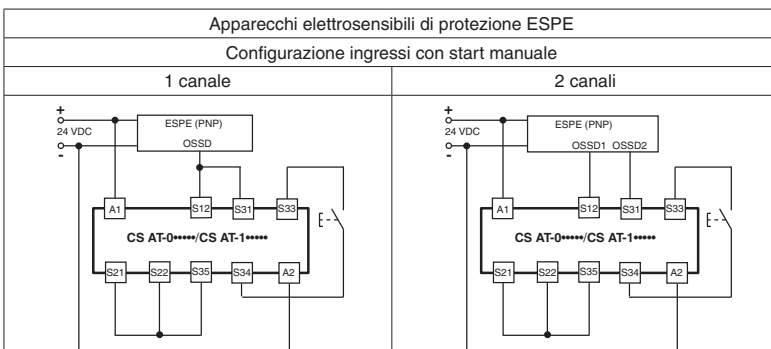 Apparecchi elettrosensibili di protezione ESPE
Configurazione ingressi con start manuale
1 canale
2 canali
+
24 VDC
-
ESPE (PNP)
OSSD
A1
S12
S31
S33
CS AT-0•••••/CS AT-1•••••
S21
S22
S35
S34
A2
+
24 VDC
-
ESPE (PNP)
OSSD1 OSSD2
A1
S12
S31
S33
CS AT-0•••••/CS AT-1•••••
S21
S22
S35
S34
A2